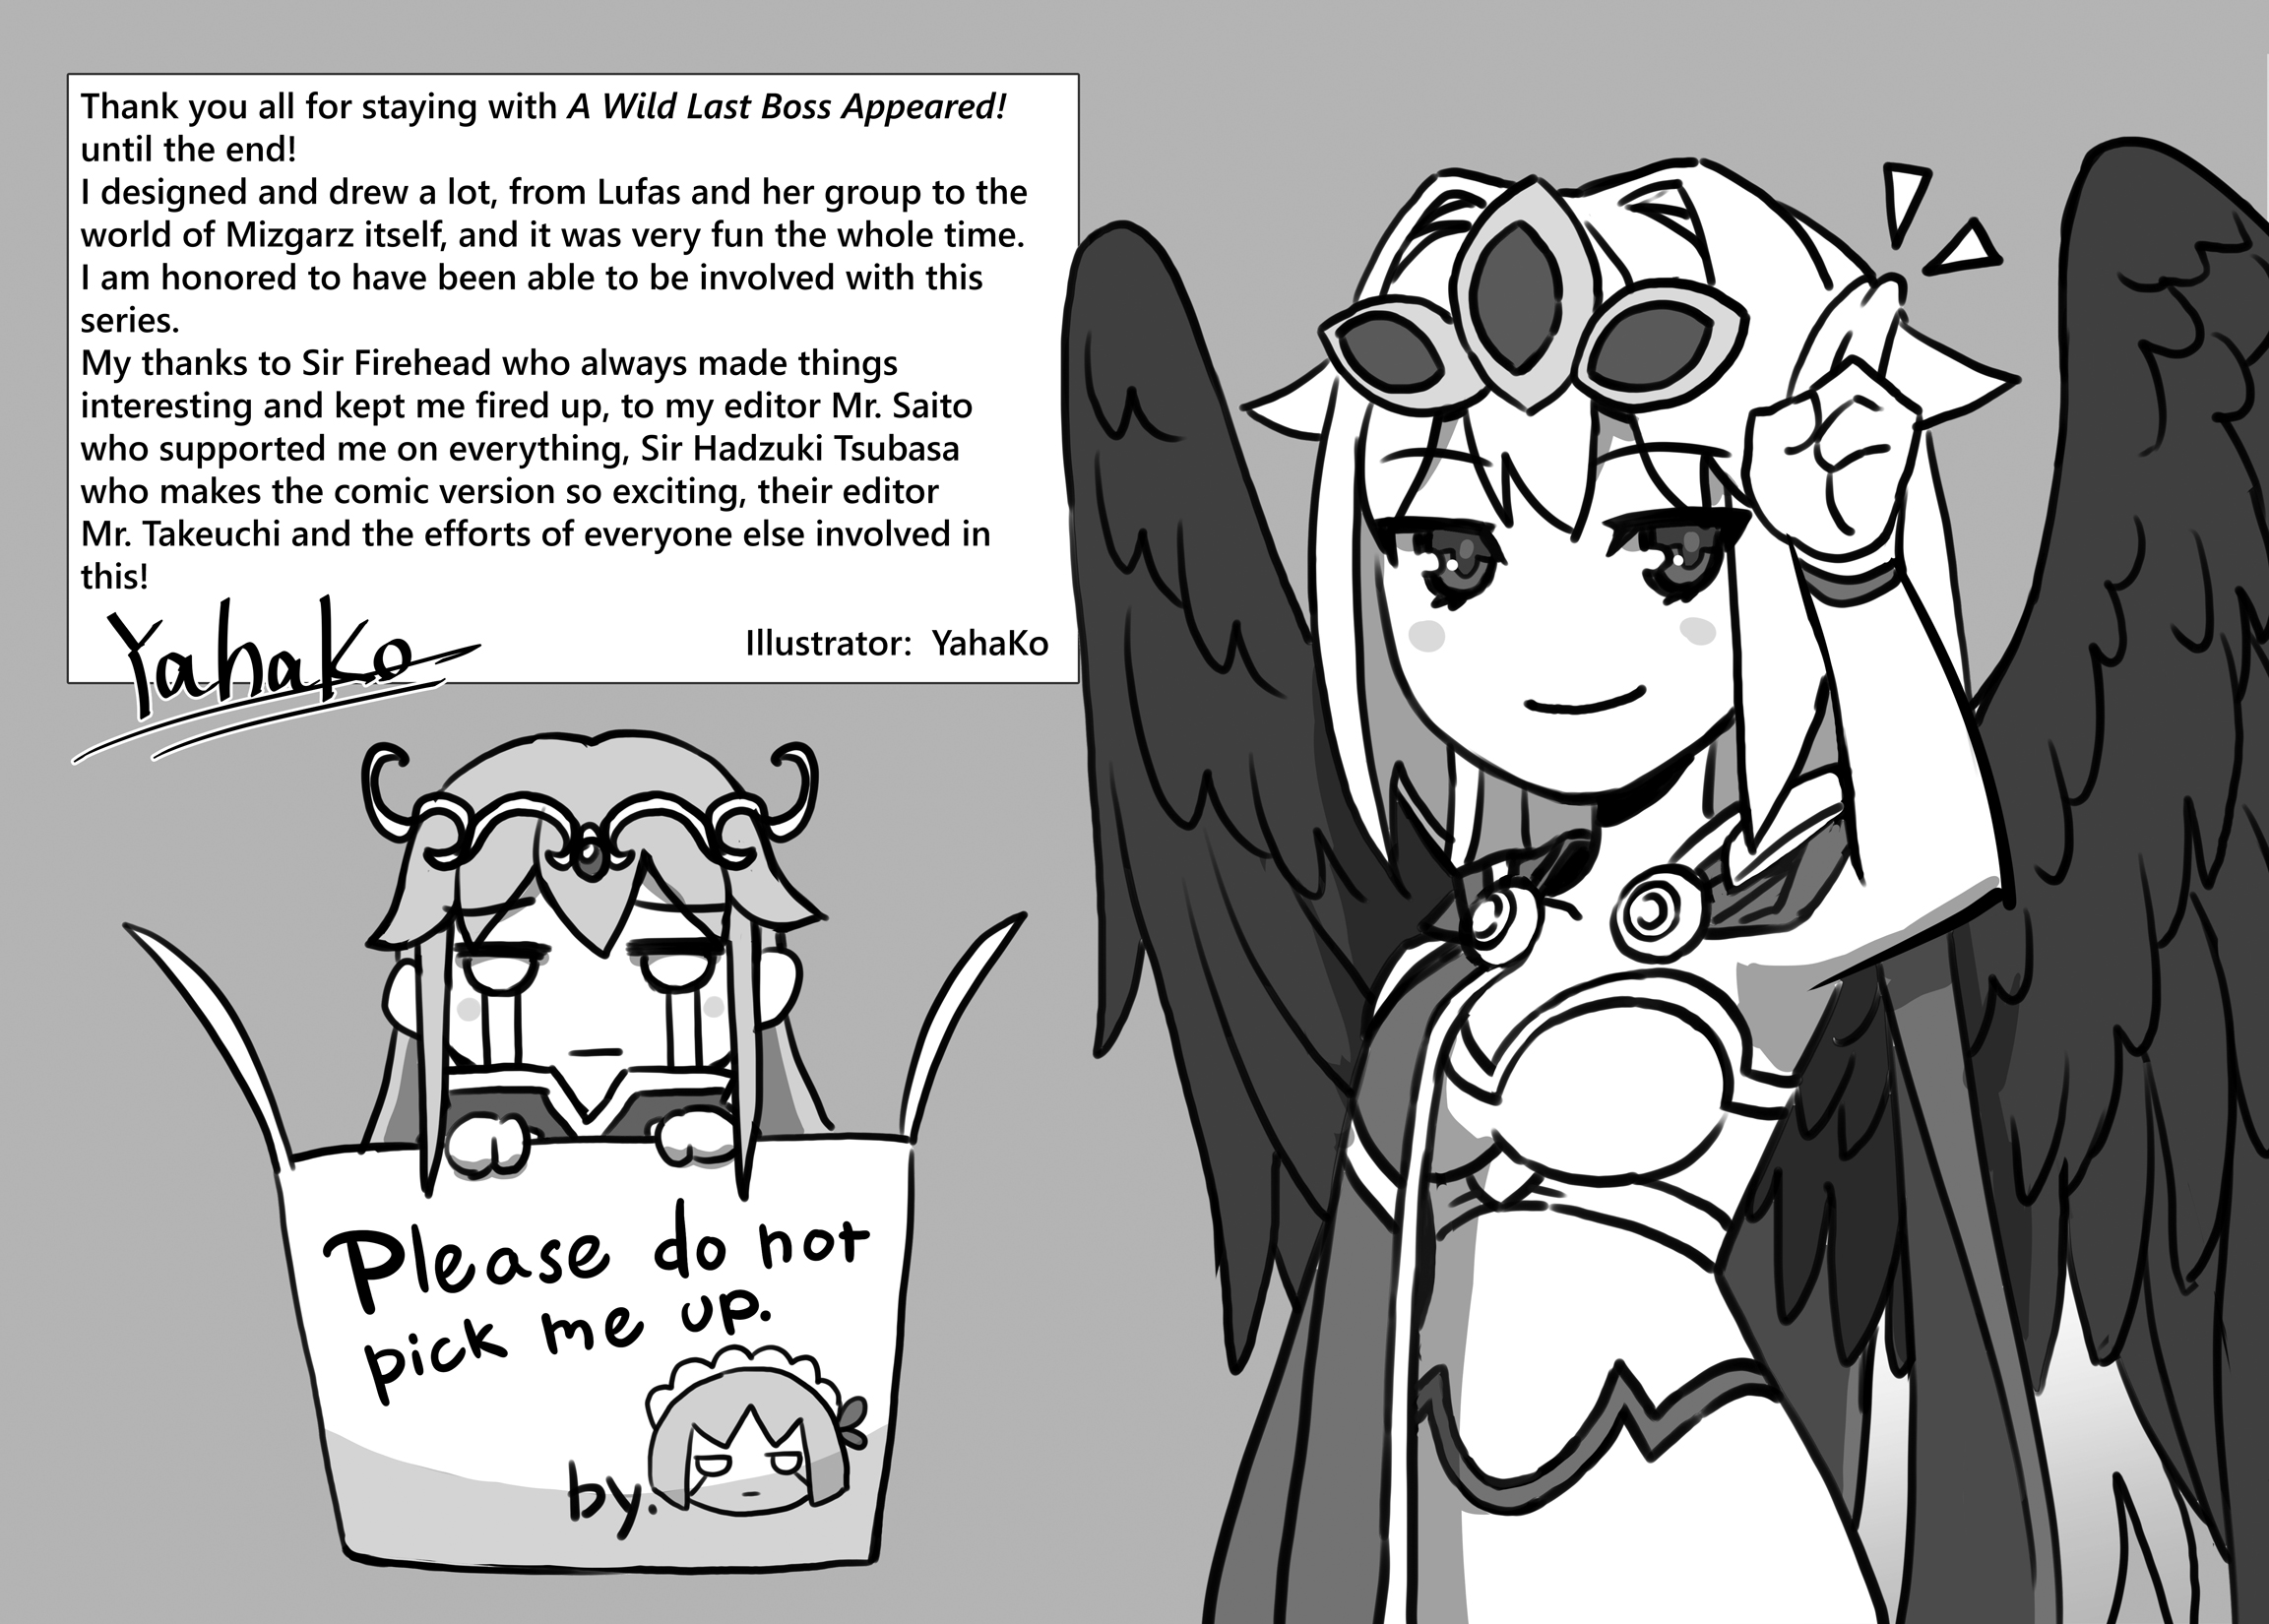 Thank you all for staying with A Wild Last Boss Appeared!
until the end!
I designed and drew a lot, from Lufas and her group to the
world of Mizgarz itself, and it was very fun the whole time.
I am honored to have been able to be involved with this
series.
My thanks to Sir Firehead who always made things
interesting and kept me fired up, to my editor Mr. Saito
who supported me on everything, Sir Hadzuki Tsubasa
who makes the comic version so exciting, their editor
Mr. Takeuchi and the efforts of everyone else involved in
this!
Illustrator: YahaKo
YahaKo
Please do not
pick me up.
by.